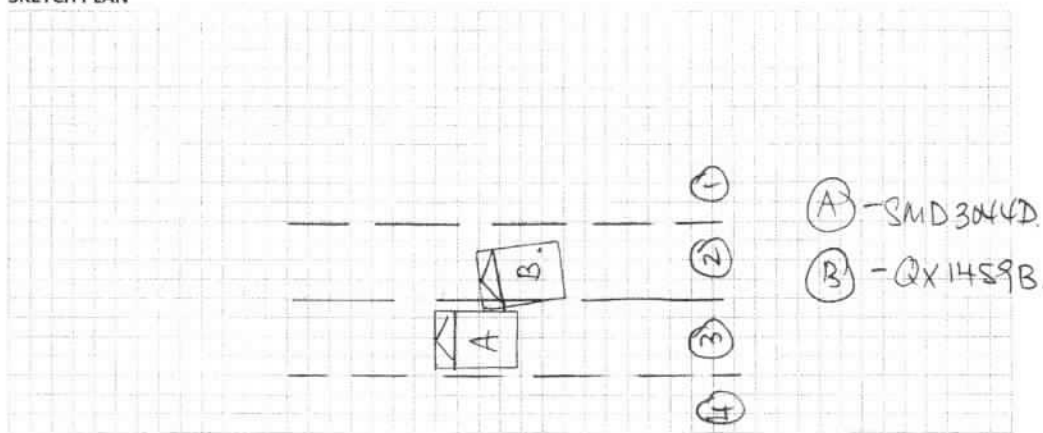 SKETCH PLAN
1
A - SMD3044D.
2
B.
B - QX1459B
A
3
4